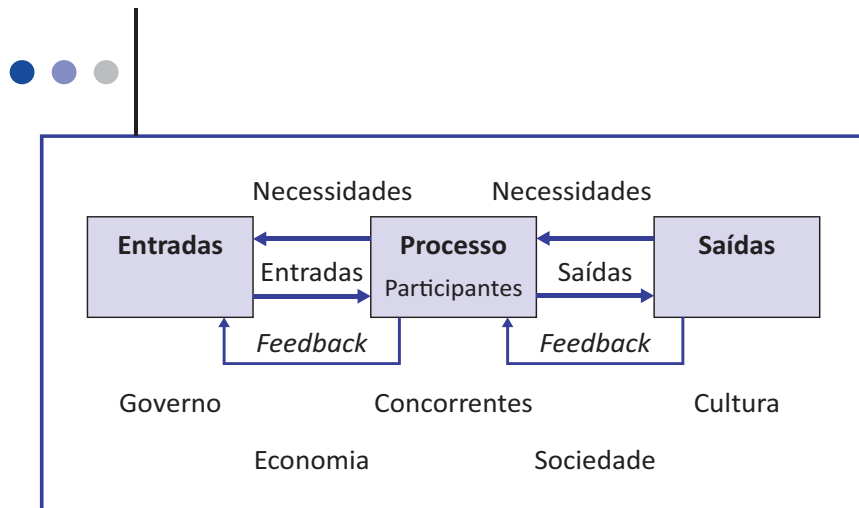 Necessidades Necessidades
Entradas Processo Saídas
Entradas Saídas
Participantes
Feedback Feedback
Governo Concorrentes Cultura
Economia Sociedade